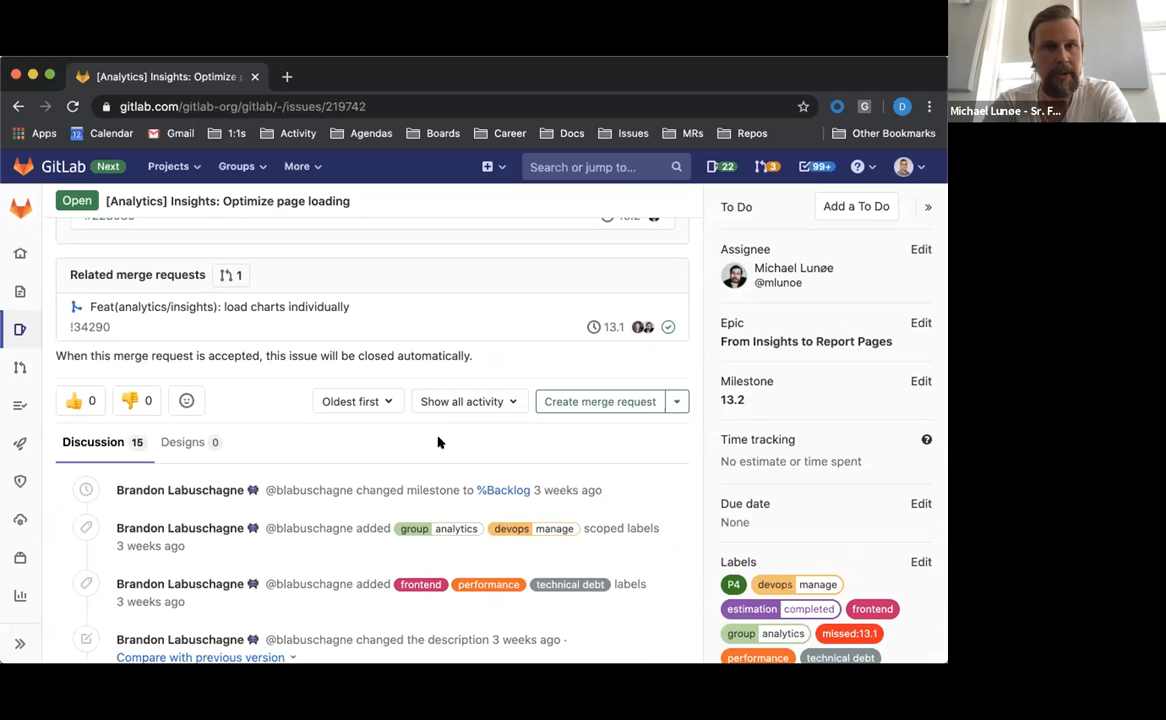 [Analytics] Insights: Optimize
gitlab.com/gitlab-org/gitlab/-/issues/219742
G
D
Apps
12
Calendar
Gmail
1:1s
Activity
Agendas
Boards
Career
Docs
Issues
MRs
Repos
Other Bookmarks
GitLab Next
Projects
Groups
More
Search or jump to...
22
3
99+
Open
[Analytics] Insights: Optimize page loading
Related merge requests 1
Feat(analytics/insights): load charts individually
!34290
13.1
When this merge request is accepted, this issue will be closed automatically.
0
0
Oldest first
Show all activity
Create merge request
Discussion 15
Designs 0
Brandon Labuschagne @blabuschagne changed milestone to %Backlog 3 weeks ago
Brandon Labuschagne @blabuschagne added group analytics devops manage scoped labels
3 weeks ago
Brandon Labuschagne @blabuschagne added frontend performance technical debt labels
3 weeks ago
Brandon Labuschagne @blabuschagne changed the description 3 weeks ago ·
Compare with previous version
To Do
Add a To Do
Assignee
Edit
Michael Lunøe
@mlunoe
Epic
Edit
From Insights to Report Pages
Milestone
Edit
13.2
Time tracking
No estimate or time spent
Due date
Edit
None
Labels
Edit
P4 devops manage
estimation completed frontend
group analytics missed:13.1
performance technical debt
Michael Lunøe - Sr. F...